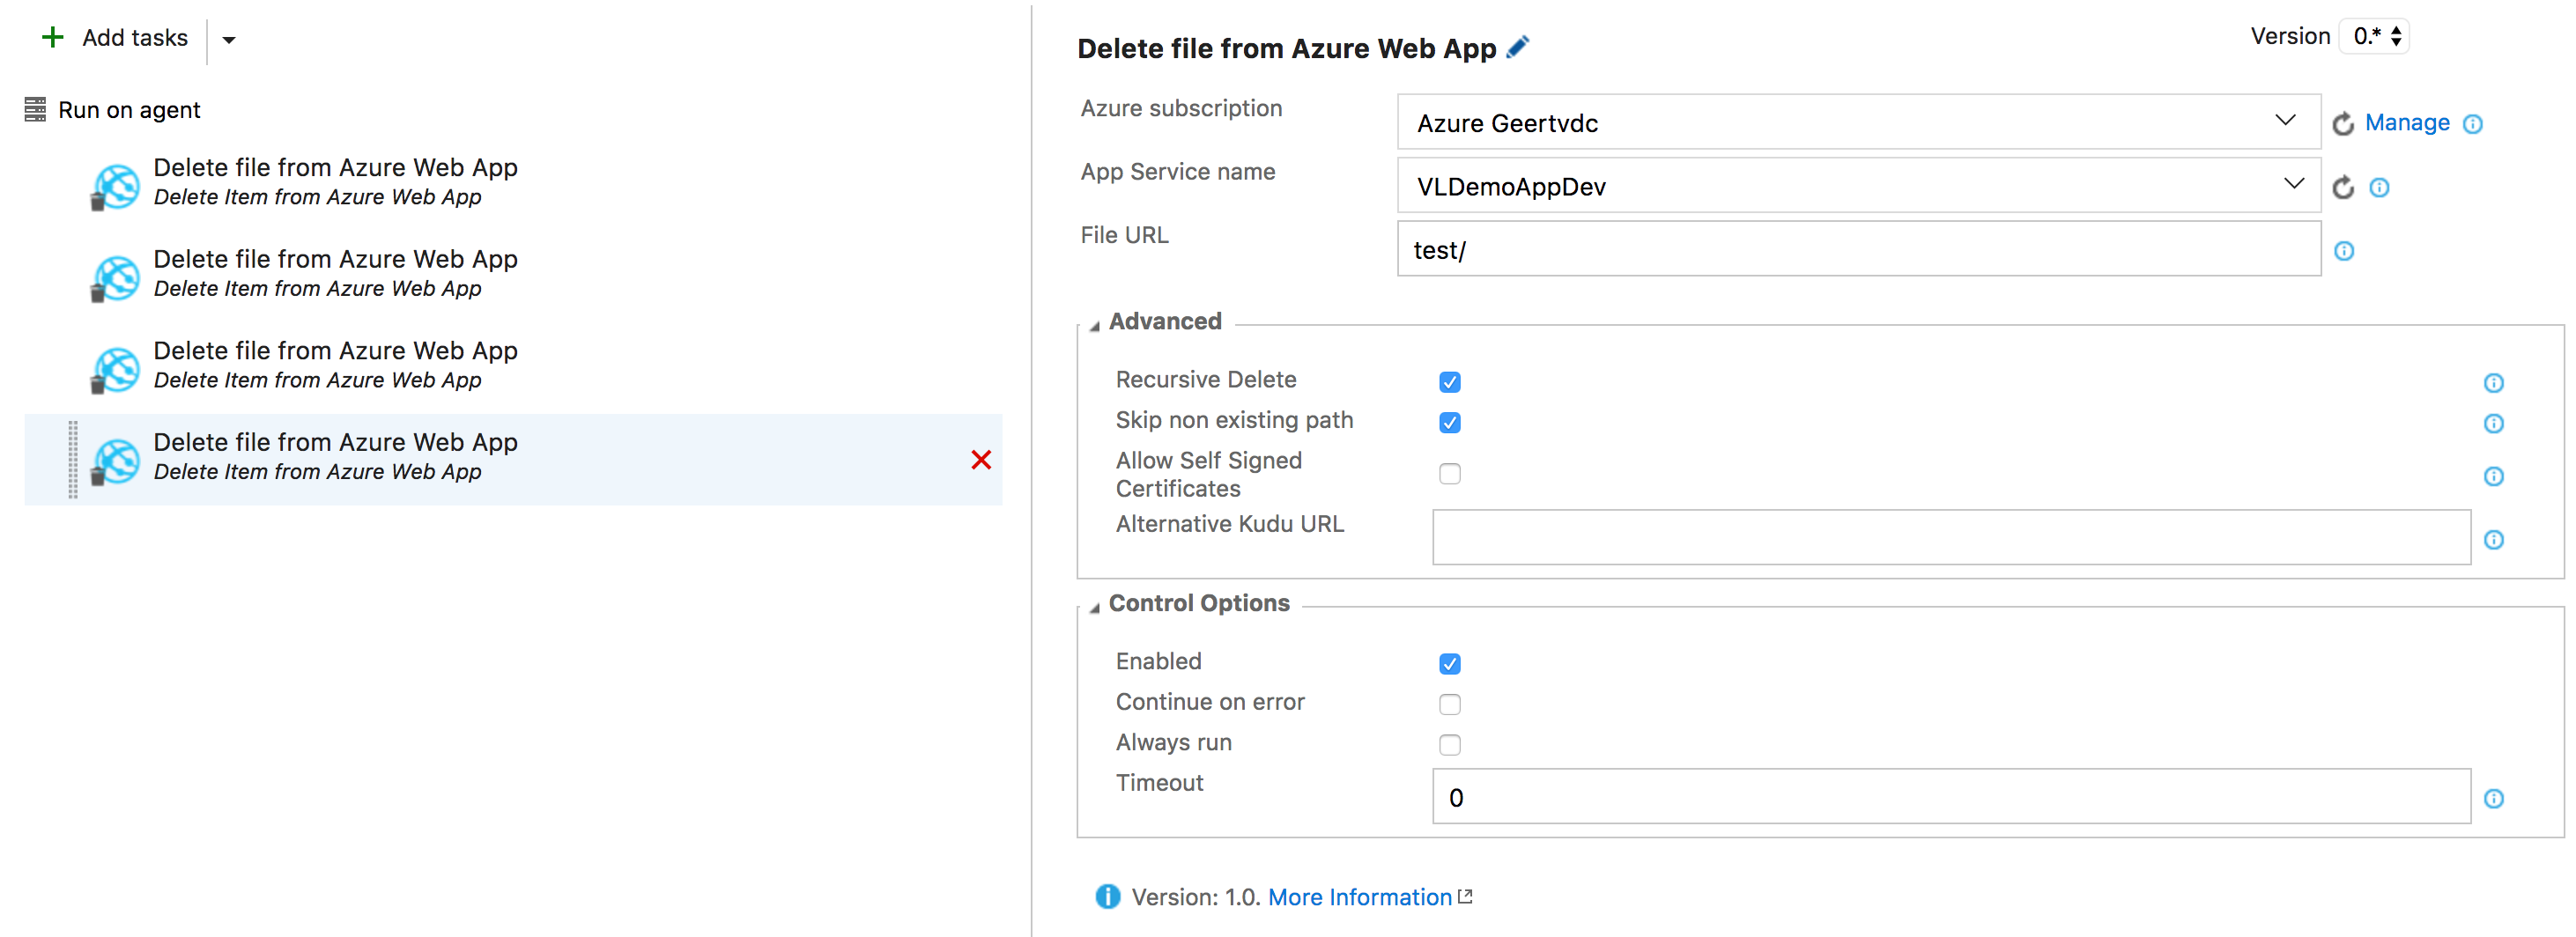 Add tasks
Run on agent
Delete file from Azure Web App
Delete Item from Azure Web App
Delete file from Azure Web App
Delete Item from Azure Web App
Delete file from Azure Web App
Delete Item from Azure Web App
Delete file from Azure Web App
Delete Item from Azure Web App
Delete file from Azure Web App
Version 0.*
Azure subscription
Azure Geertvdc
Manage
App Service name
VLDemoAppDev
File URL
test/
Advanced
Recursive Delete
Skip non existing path
Allow Self Signed
Certificates
Alternative Kudu URL
Control Options
Enabled
Continue on error
Always run
Timeout
0
Version: 1.0. More Information